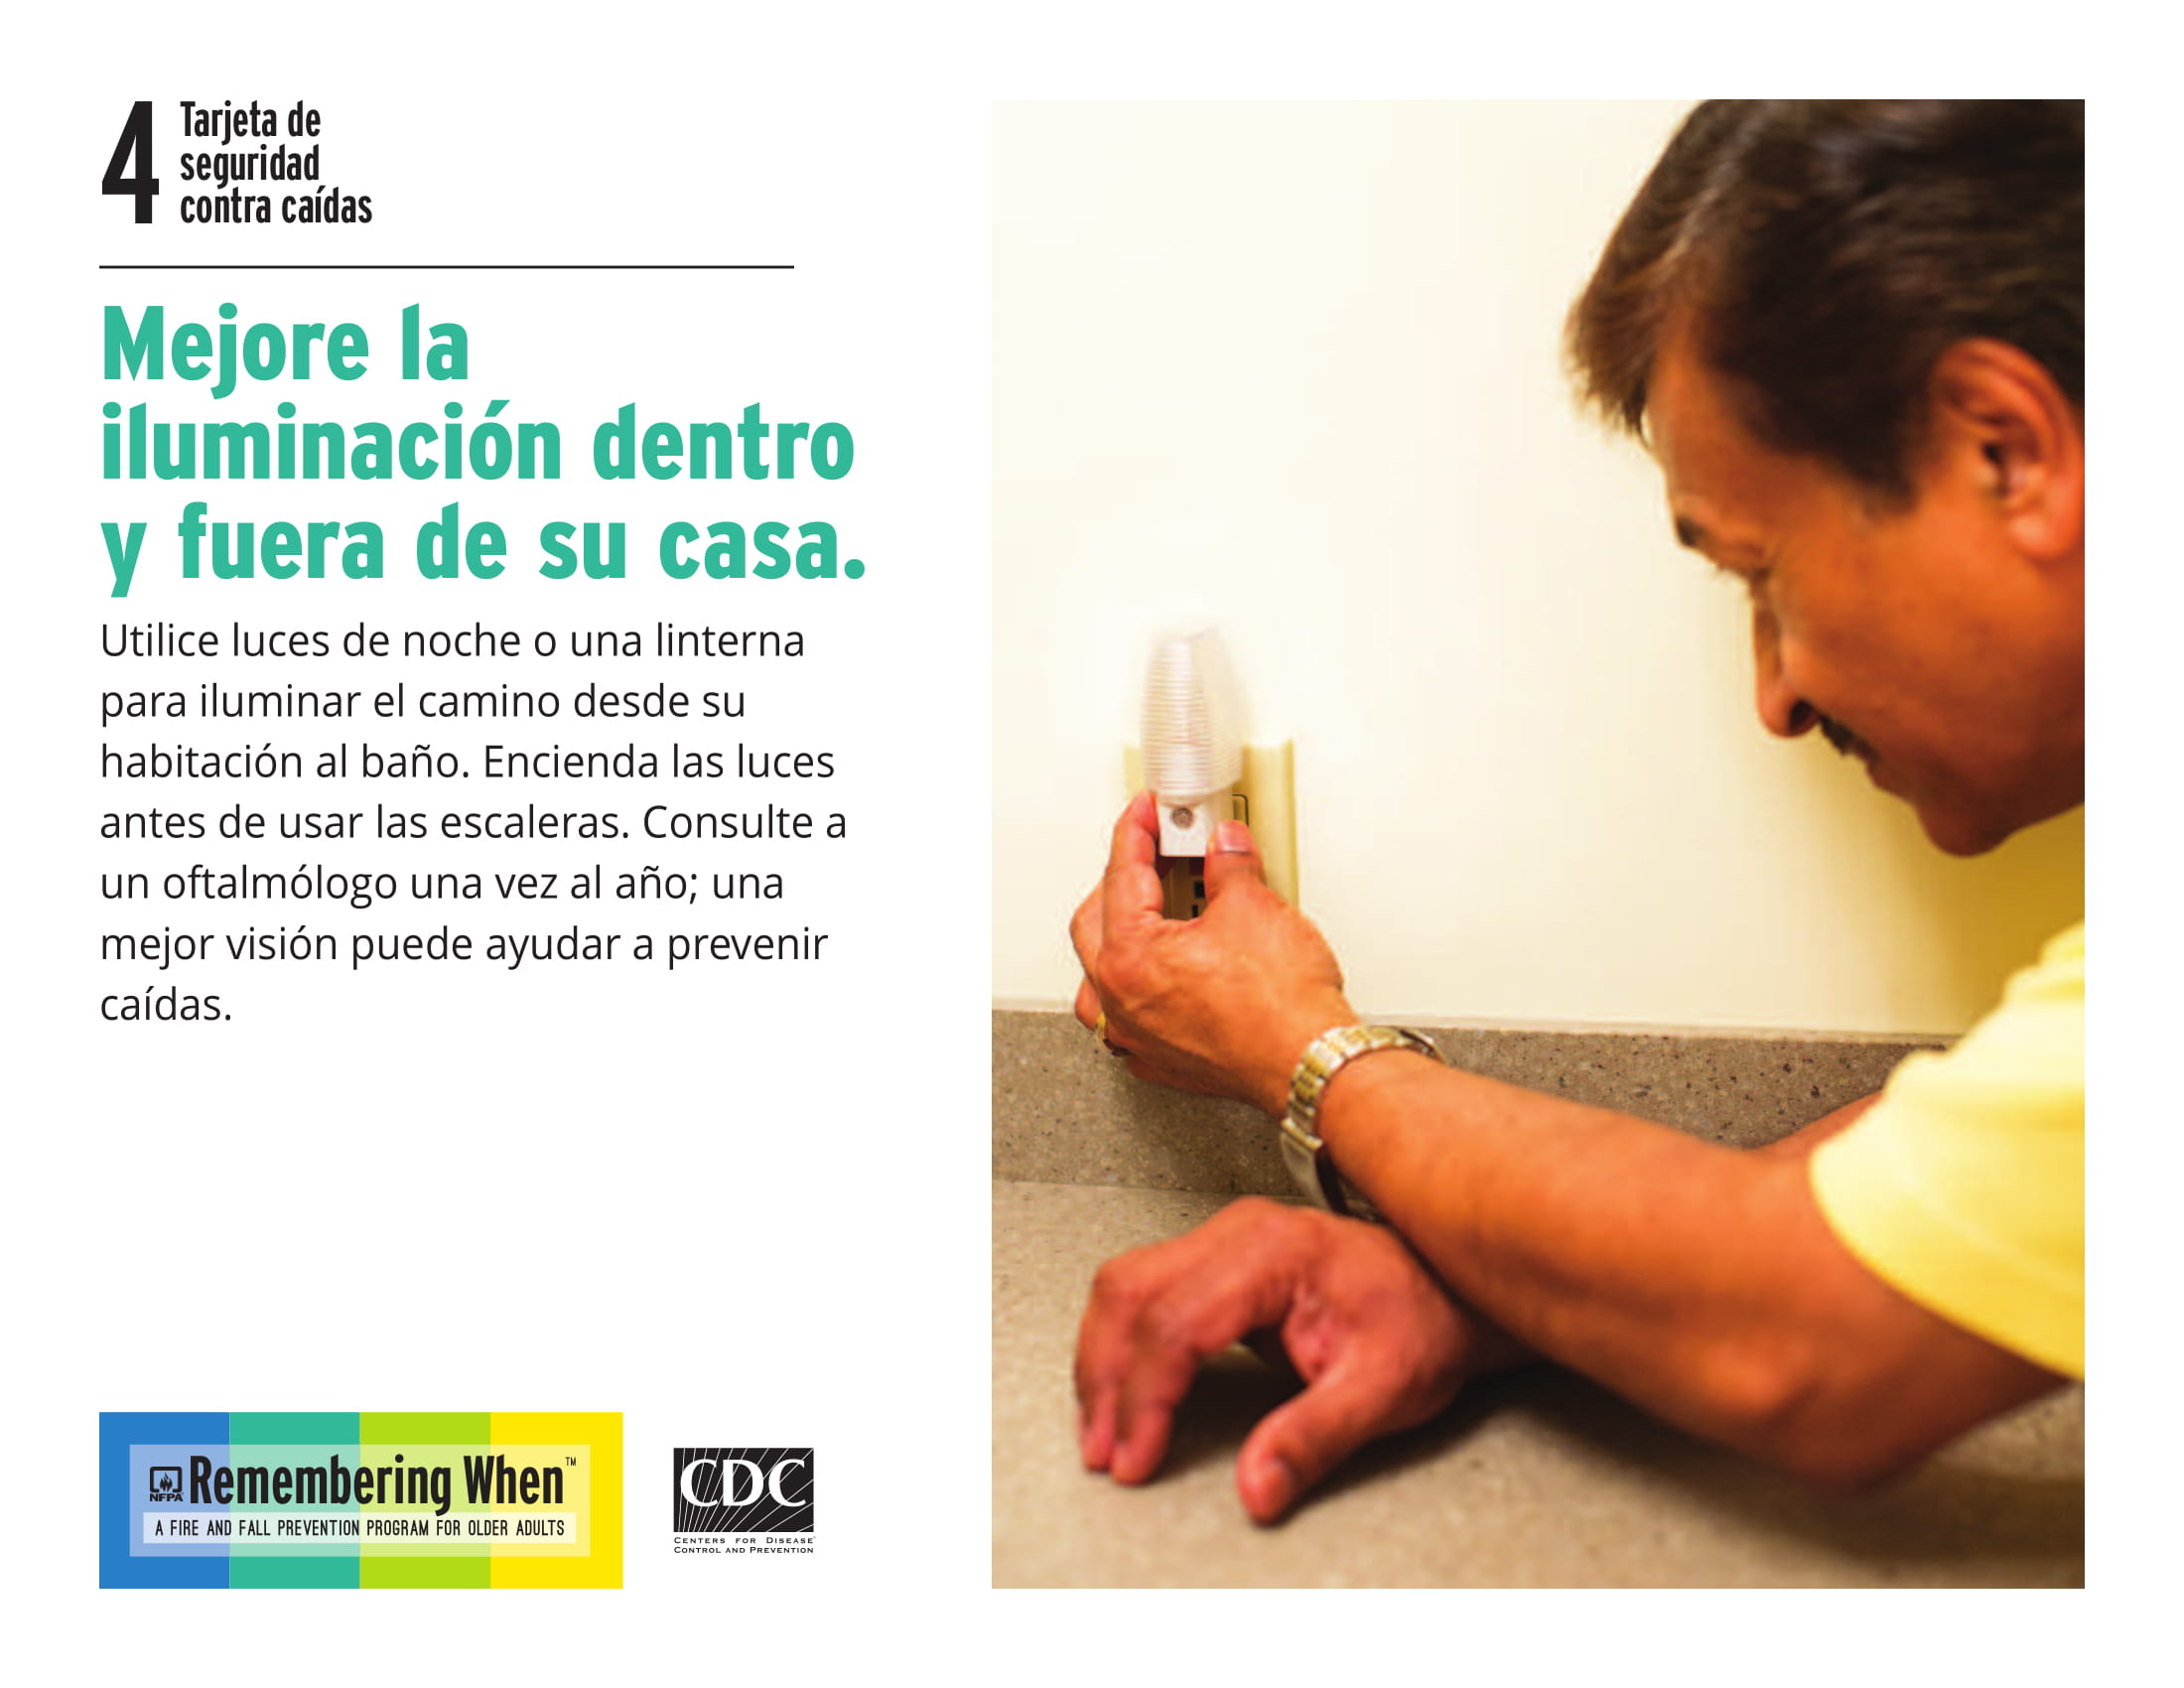 4
Tarjeta de
seguridad
contra caídas
Mejore la
iluminación dentro
y fuera de su casa.
Utilice luces de noche o una linterna
para iluminar el camino desde su
habitación al baño. Encienda las luces
antes de usar las escaleras. Consulte a
un oftalmólogo una vez al año; una
mejor visión puede ayudar a prevenir
caídas.
NFPA Remembering When™
A FIRE AND FALL PREVENTION PROGRAM FOR OLDER ADULTS
CDC
CENTERS FOR DISEASE
CONTROL AND PREVENTION